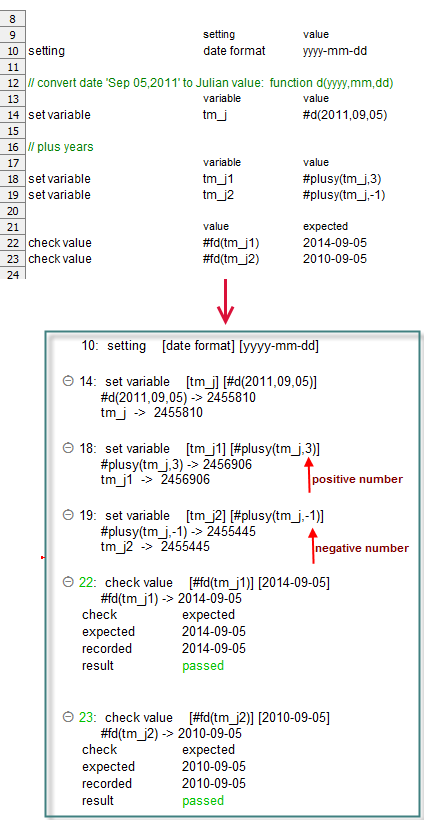 8
9 setting value
10 setting date format yyyy-mm-dd
11
12 // convert date 'Sep 05,2011' to Julian value: function d(yyyy,mm,dd)
13 variable value
14 set variable tm_j #d(2011,09,05)
15
16 // plus years
17 variable value
18 set variable tm_j1 #plusy(tm_j,3)
19 set variable tm_j2 #plusy(tm_j,-1)
20
21 value expected
22 check value #fd(tm_j1) 2014-09-05
23 check value #fd(tm_j2) 2010-09-05
24
10: setting [date format] [yyyy-mm-dd]
14: set variable [tm_j] [#d(2011,09,05)]
#d(2011,09,05) -> 2455810
tm_j -> 2455810
18: set variable [tm_j1] [#plusy(tm_j,3)]
#plusy(tm_j,3) -> 2456906
tm_j1 -> 2456906
positive number
19: set variable [tm_j2] [#plusy(tm_j,-1)]
#plusy(tm_j,-1) -> 2455445
tm_j2 -> 2455445
negative number
22: check value [#fd(tm_j1)] [2014-09-05]
#fd(tm_j1) -> 2014-09-05
check expected
expected 2014-09-05
recorded 2014-09-05
result passed
23: check value [#fd(tm_j2)] [2010-09-05]
#fd(tm_j2) -> 2010-09-05
check expected
expected 2010-09-05
recorded 2010-09-05
result passed